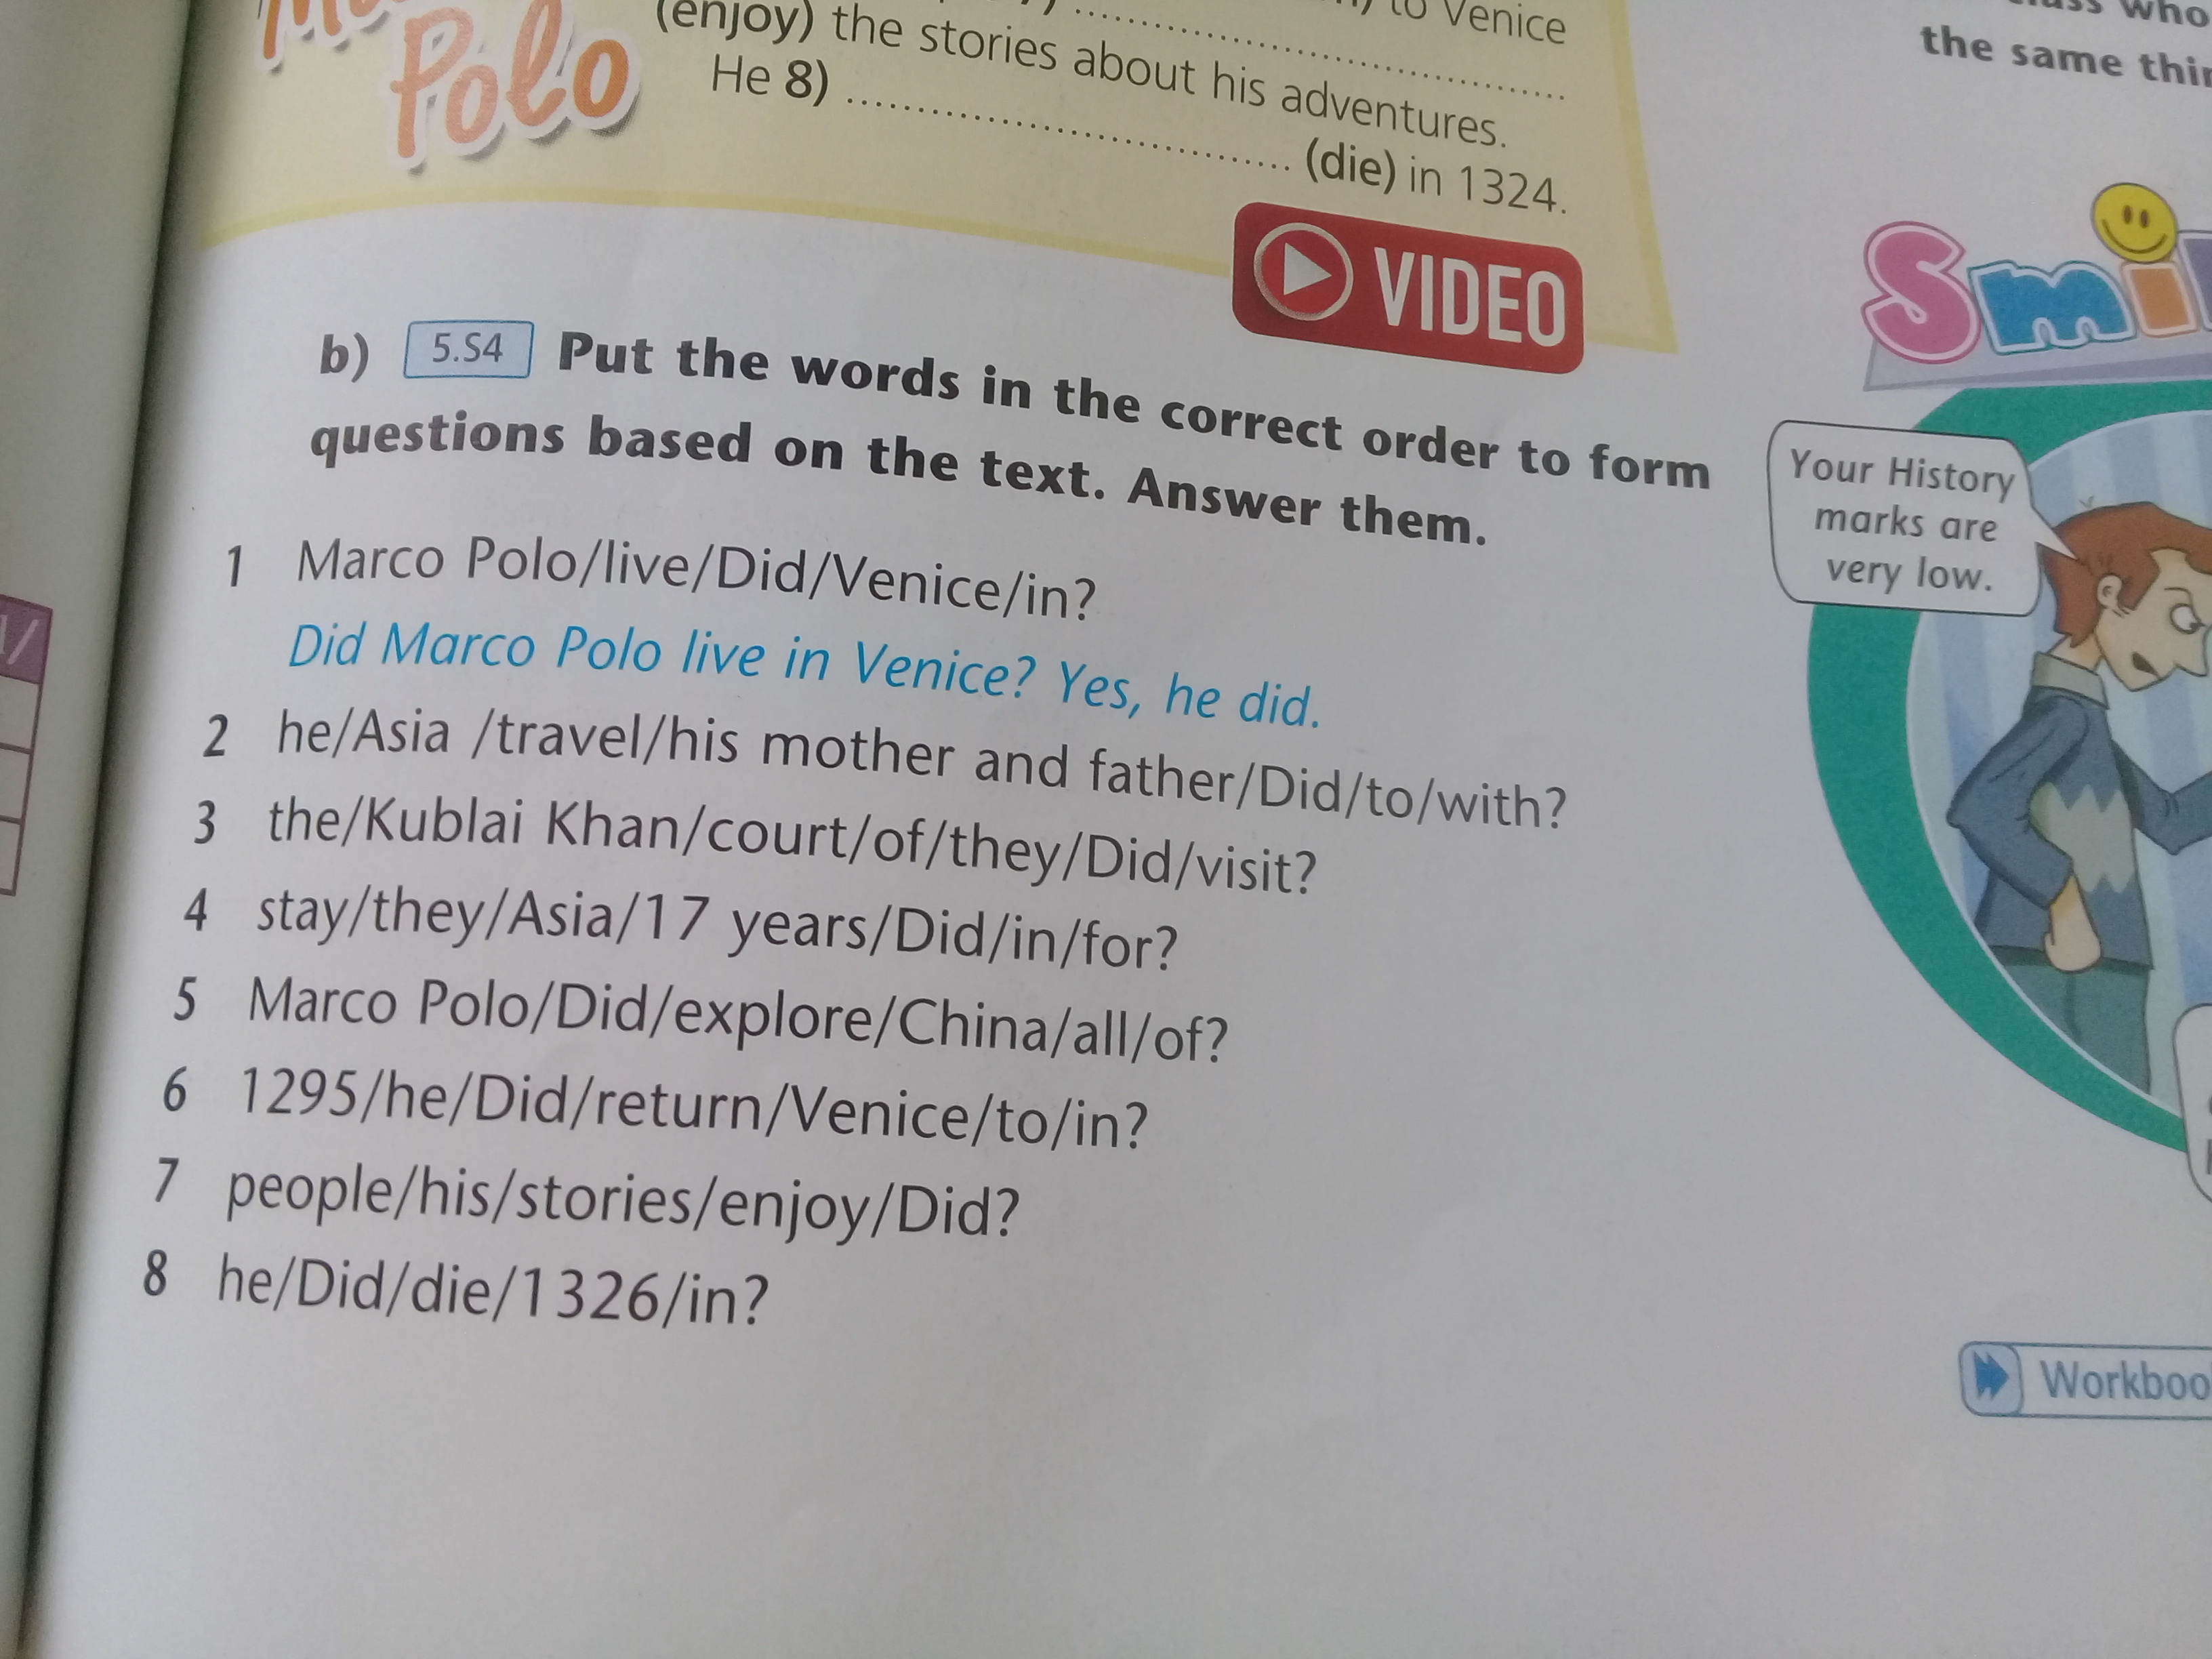 Polo
to Venice
(enjoy) the stories about his adventures.
He 8) ........................................ (die) in 1324.
VIDEO
b) 5.S4 Put the words in the correct order to form
questions based on the text. Answer them.
1 Marco Polo/live/Did/Venice/in?
Did Marco Polo live in Venice? Yes, he did.
2 he/Asia /travel/his mother and father/Did/to/with?
3 the/Kublai Khan/court/of/they/Did/visit?
4 stay/they/Asia/17 years/Did/in/for?
5 Marco Polo/Did/explore/China/all/of?
6 1295/he/Did/return/Venice/to/in?
7 people/his/stories/enjoy/Did?
8 he/Did/die/1326/in?
who
the same
Your History
marks are
very low.